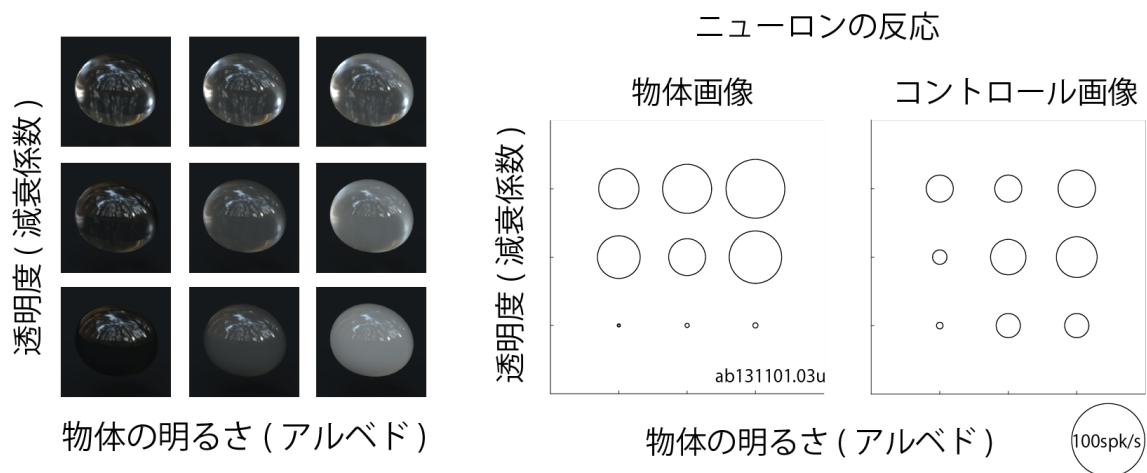 ニューロンの反応
物体画像
コントロール画像
透明度 ( 減衰係数 )
透明度 ( 減衰係数 )
ab131101.03u
物体の明るさ ( アルベド )
物体の明るさ ( アルベド )
100spk/s